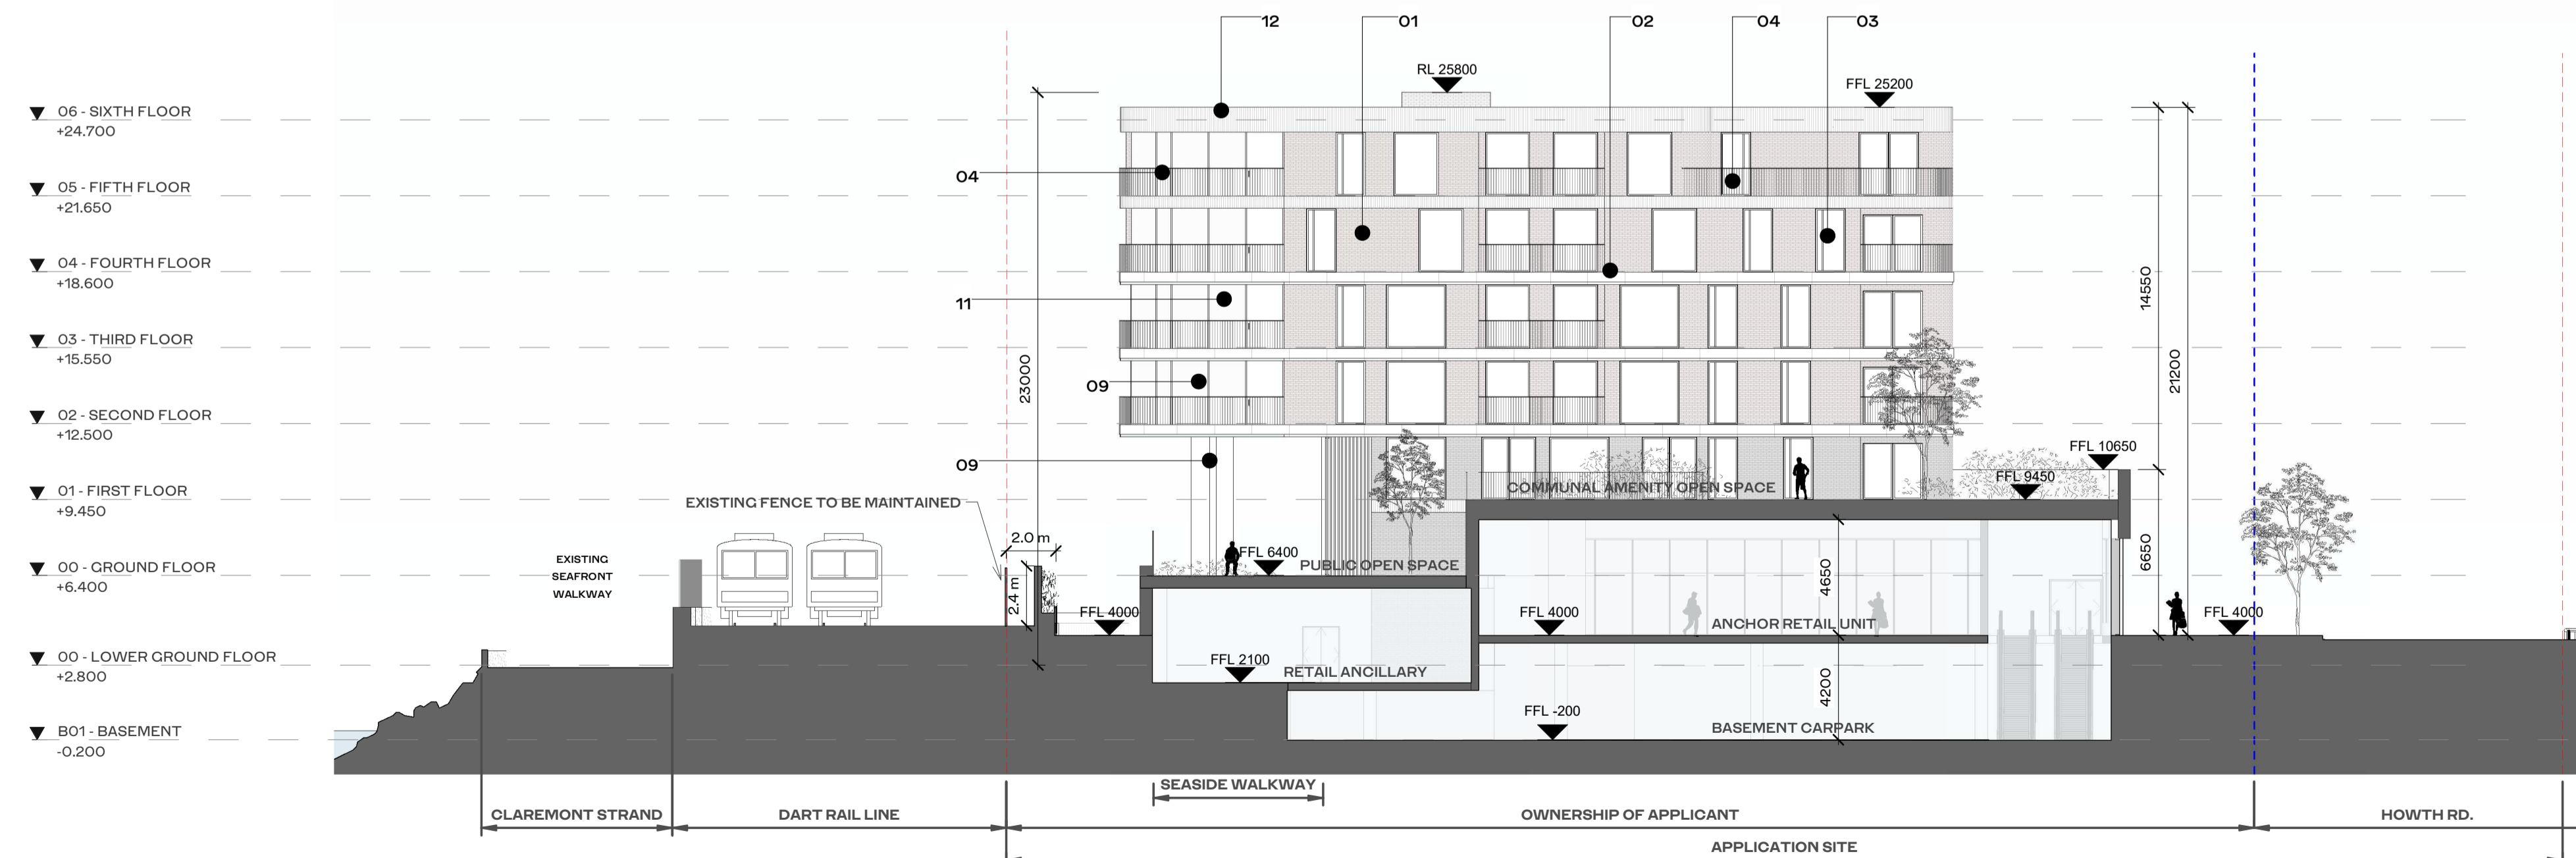 12
01
02
04
03
RL 25800
FFL 25200
06 - SIXTH FLOOR
+24.700
04
05 - FIFTH FLOOR
+21.650
04 - FOURTH FLOOR
+18.600
11
14550
03 - THIRD FLOOR
+15.550
23000
09
21200
02 - SECOND FLOOR
+12.500
09
FFL 10650
FFL 9450
01 - FIRST FLOOR
+9.450
COMMUNAL AMENITY OPEN SPACE
EXISTING FENCE TO BE MAINTAINED
2.0 m
EXISTING
SEAFRONT
WALKWAY
FFL 6400
PUBLIC OPEN SPACE
00 - GROUND FLOOR
+6.400
2.4 m
4650
6650
FFL 4000
FFL 4000
FFL 4000
ANCHOR RETAIL UNIT
00 - LOWER GROUND FLOOR
+2.800
FFL 2100
RETAIL ANCILLARY
4200
FFL -200
BASEMENT CARPARK
B01 - BASEMENT
-0.200
SEASIDE WALKWAY
CLAREMONT STRAND
DART RAIL LINE
OWNERSHIP OF APPLICANT
HOWTH RD.
APPLICATION SITE